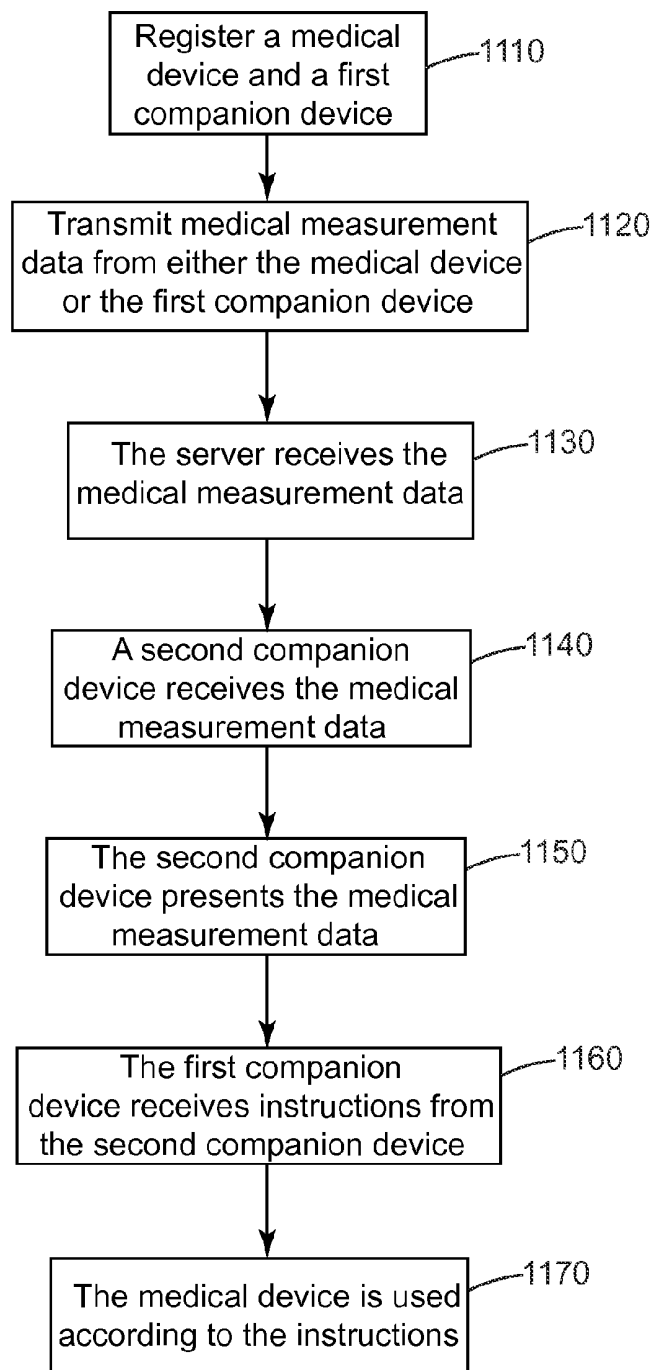 Register a medical
device and a first
companion device
1110
Transmit medical measurement
data from either the medical device
or the first companion device
1120
The server receives the
medical measurement data
1130
A second companion
device receives the medical
measurement data
1140
The second companion
device presents the medical
measurement data
1150
The first companion
device receives instructions from
the second companion device
1160
The medical device is used
according to the instructions
1170